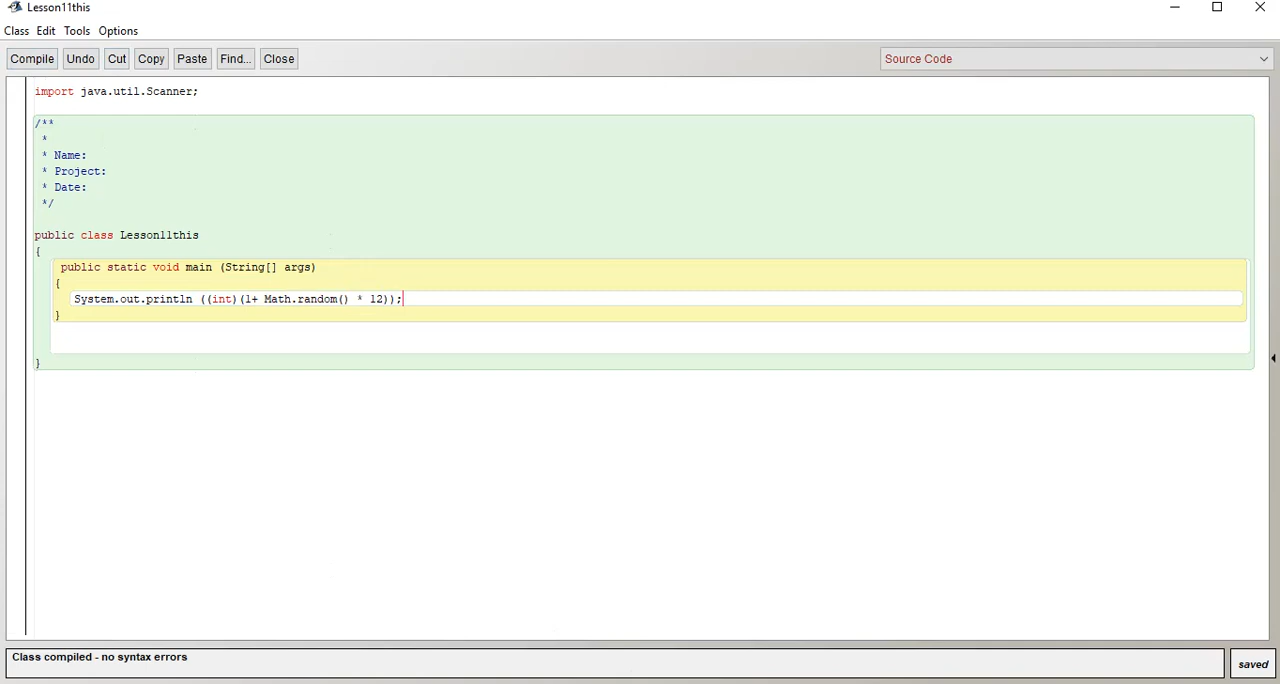 Lesson11this
Class Edit Tools Options
Compile Undo Cut Copy Paste Find... Close Source Code
import java.util.Scanner;
/**
*
* Name:
* Project:
* Date:
*/
public class Lesson11this
{
public static void main (String[] args)
{
System.out.println ((int)(1+ Math.random() * 12));
}
}
Class compiled - no syntax errors
saved